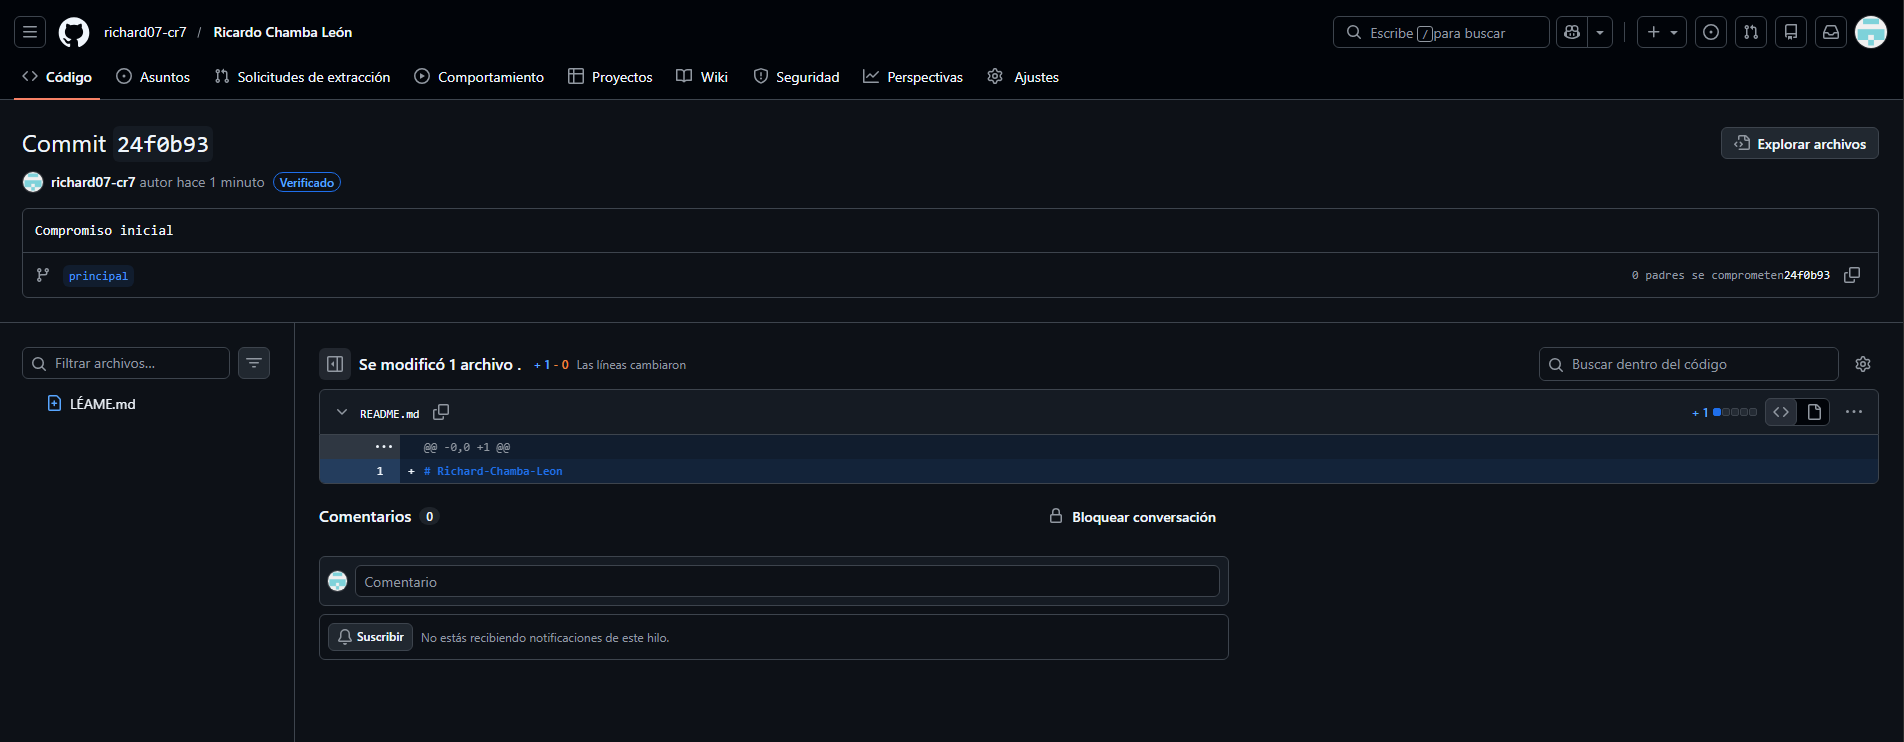 richard07-cr7 / Ricardo Chamba León
Escribe / para buscar
Código Asuntos Solicitudes de extracción Comportamiento Proyectos Wiki Seguridad Perspectivas Ajustes
Commit 24f0b93
Explorar archivos
richard07-cr7 autor hace 1 minuto Verificado
Compromiso inicial
principal
0 padres se comprometen24f0b93
Filtrar archivos...
LÉAME.md
Se modificó 1 archivo . + 1 - 0 Las líneas cambiaron
Buscar dentro del código
README.md
+ 1
@@ -0,0 +1 @@
1 + # Richard-Chamba-Leon
Comentarios 0
Bloquear conversación
Comentario
Suscribir No estás recibiendo notificaciones de este hilo.